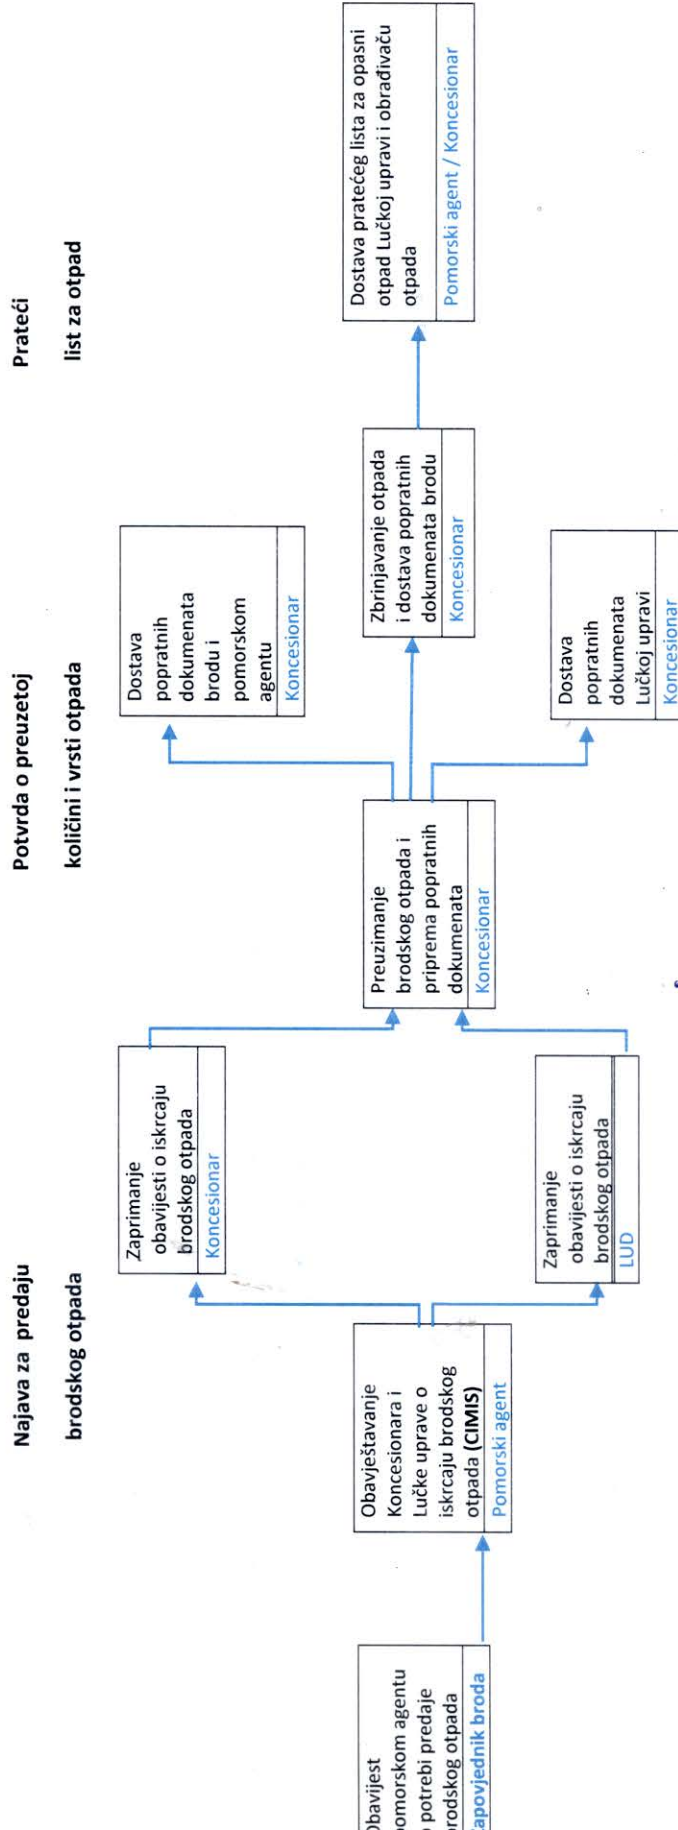 Najava za predaju
brodskog otpada
Potvrda o preuzetoj
količini i vrsti otpada
Prateći
list za otpad
pomorskom agentu
potrebi predaje
otpada
broda
Obavještavanje
Koncesionara i
Lučke uprave o
iskrcaju brodskog
otpada (CIMIS)
Pomorski agent
Zaprimanje
obavijesti o iskrcaju
brodskog otpada
Koncesionar
Zaprimanje
obavijesti o iskrcaju
brodskog otpada
LUD
Preuzimanje
brodskog otpada i
priprema popratnih
dokumenata
Koncesionar
Dostava
popratnih
dokumenata
brodu i
pomorskom
agentu
Koncesionar
Zbrinjavanje otpada
i dostava popratnih
dokumenata brodu
Koncesionar
Dostava
popratnih
dokumenata
Lučkoj upravi
Koncesionar
Dostava pratećeg lista za opasni
otpad Lučkoj upravi i obrađivaču
otpada
Pomorski agent / Koncesionar